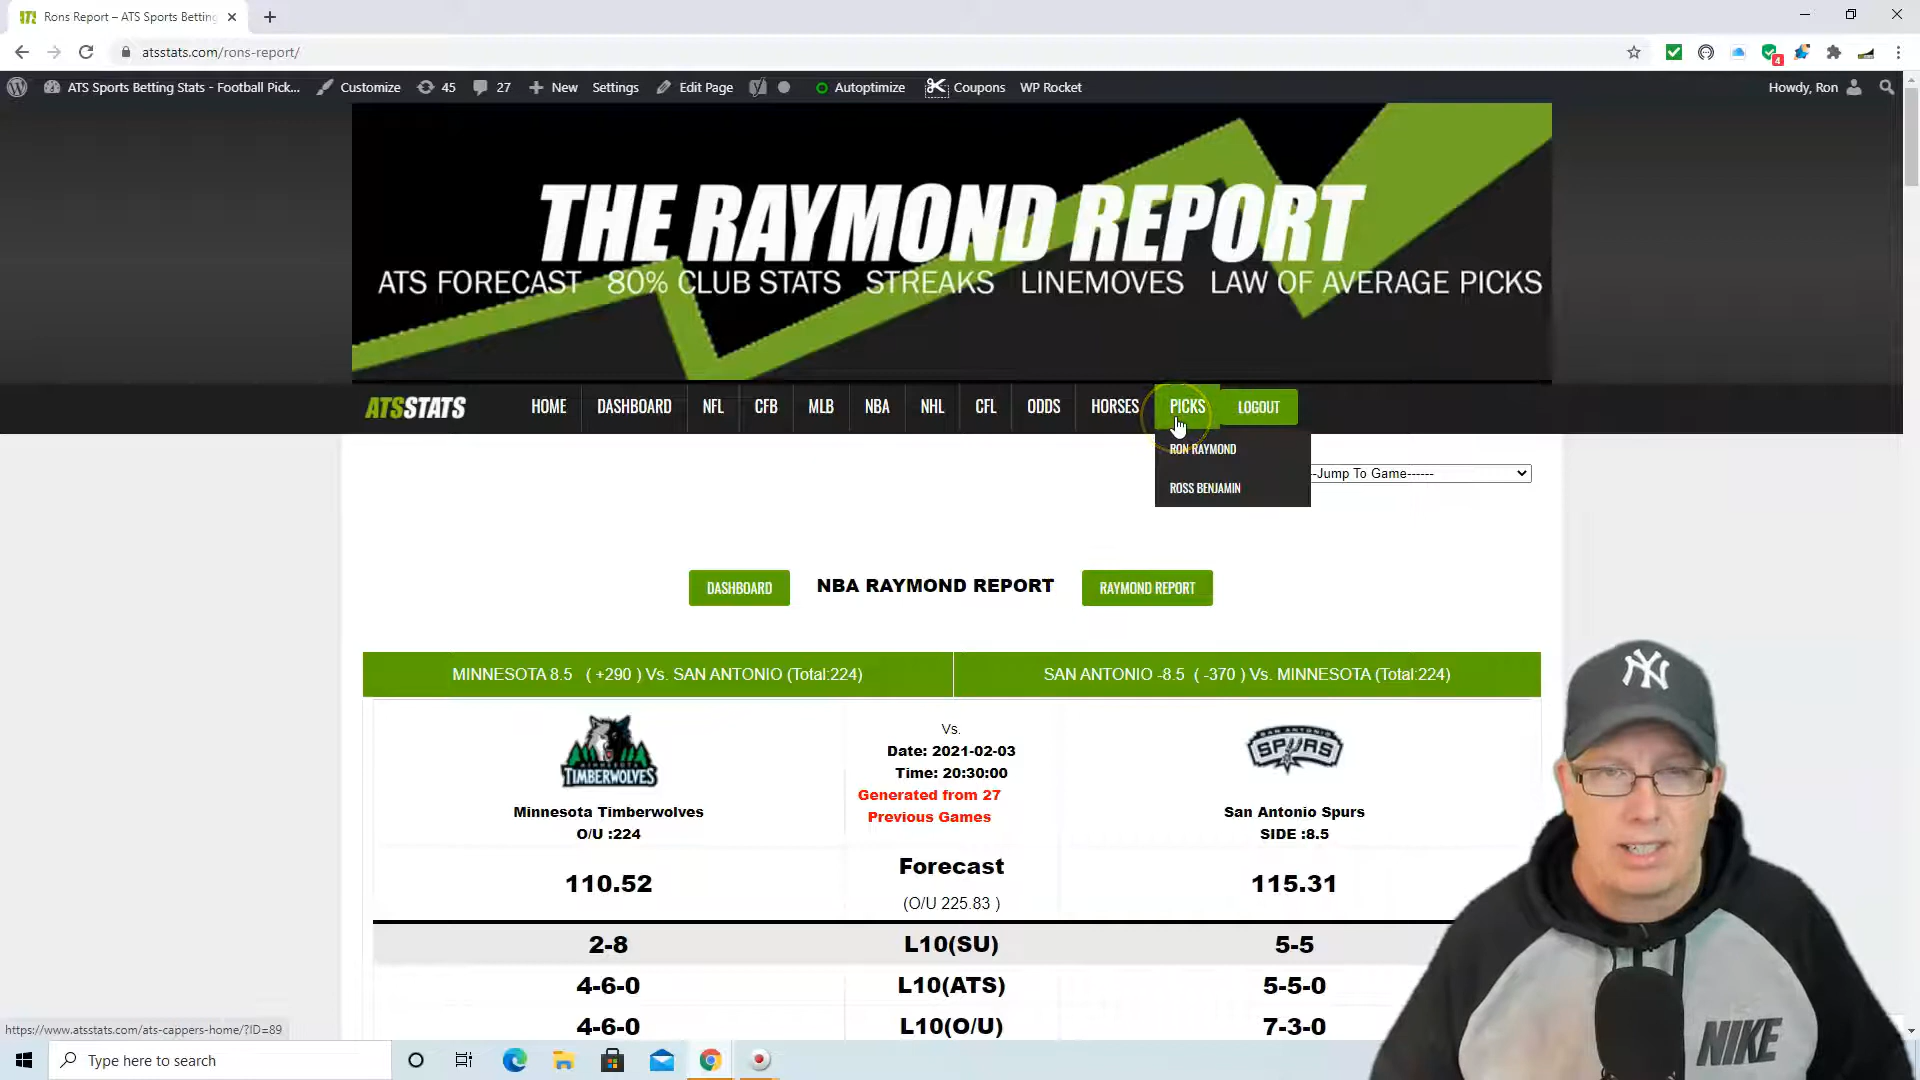 Rons Report – ATS Sports Betting
atsstats.com/rons-report/
4
ATS Sports Betting Stats - Football Pick... Customize 45 27 New Settings Edit Page Autoptimize Coupons WP Rocket Howdy, Ron
THE RAYMOND REPORT
ATS FORECAST 80% CLUB STATS STREAKS LINEMOVES LAW OF AVERAGE PICKS
ATSSTATS HOME DASHBOARD NFL CFB MLB NBA NHL CFL ODDS HORSES PICKS LOGOUT
RON RAYMOND
-Jump To Game------
ROSS BENJAMIN
DASHBOARD NBA RAYMOND REPORT RAYMOND REPORT
MINNESOTA 8.5 ( +290 ) Vs. SAN ANTONIO (Total:224) SAN ANTONIO -8.5 ( -370 ) Vs. MINNESOTA (Total:224)
TIMBERWOLVES
SAN ANTONIO
SPURS
Vs.
Date: 2021-02-03
Time: 20:30:00
Generated from 27
Previous Games
Minnesota Timberwolves San Antonio Spurs
O/U :224 SIDE :8.5
Forecast
110.52 115.31
(O/U 225.83 )
2-8 L10(SU) 5-5
4-6-0 L10(ATS) 5-5-0
4-6-0 L10(O/U) 7-3-0
NY
NIKE
https://www.atsstats.com/ats-cappers-home/?ID=89
Type here to search